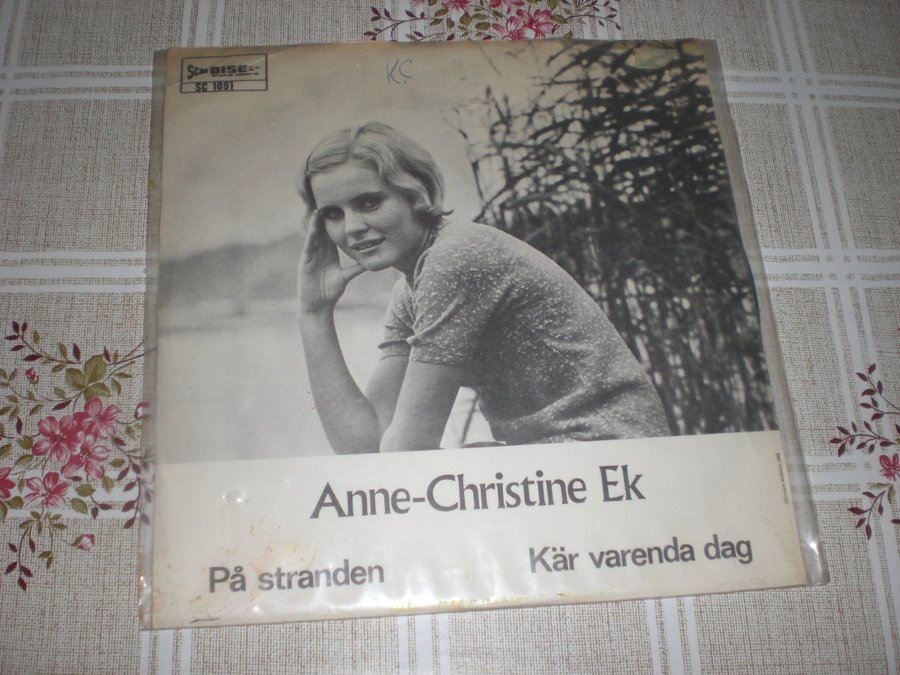 SC 1091
KC
Anne-Christine Ek
På stranden
Kär varenda dag